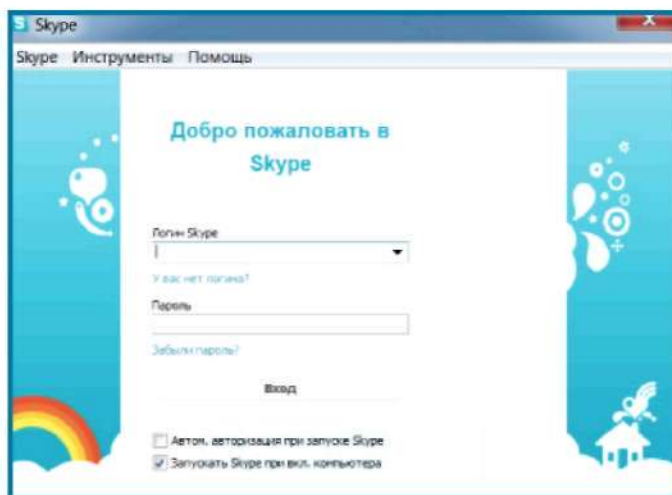 S Skype
X
Skype Инструменты Помощь
Добро пожаловать в
Skype
Логин Skype
У вас нет логина?
Пароль
Забыли пароль?
Вход
Автом. авторизация при запуске Skype
Запускать Skype при вкл. компьютера